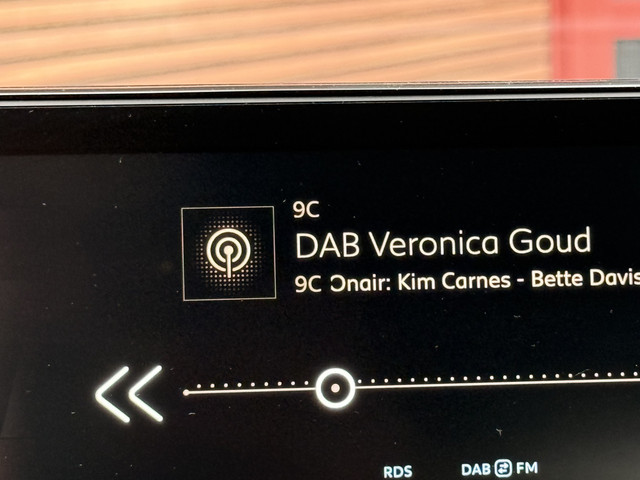 9C
DAB Veronica Goud
9C Onair: Kim Carnes - Bette Davis
RDS
DAB FM